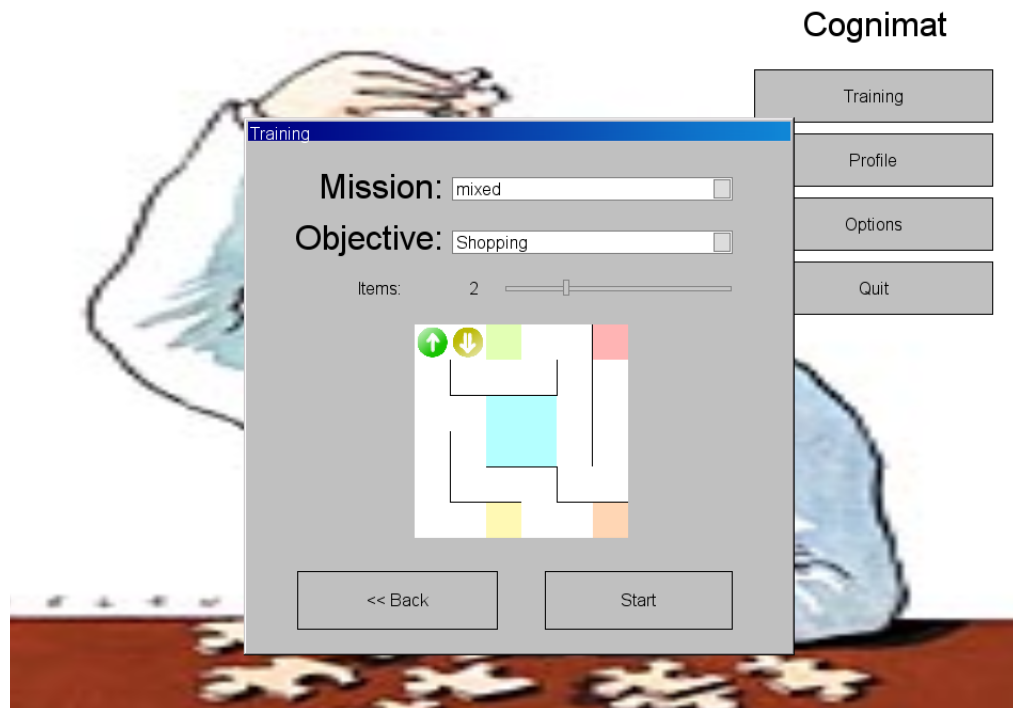 Cognimat
Training
Profile
Options
Quit
Training
Mission: mixed
Objective: Shopping
Items: 2
<< Back
Start